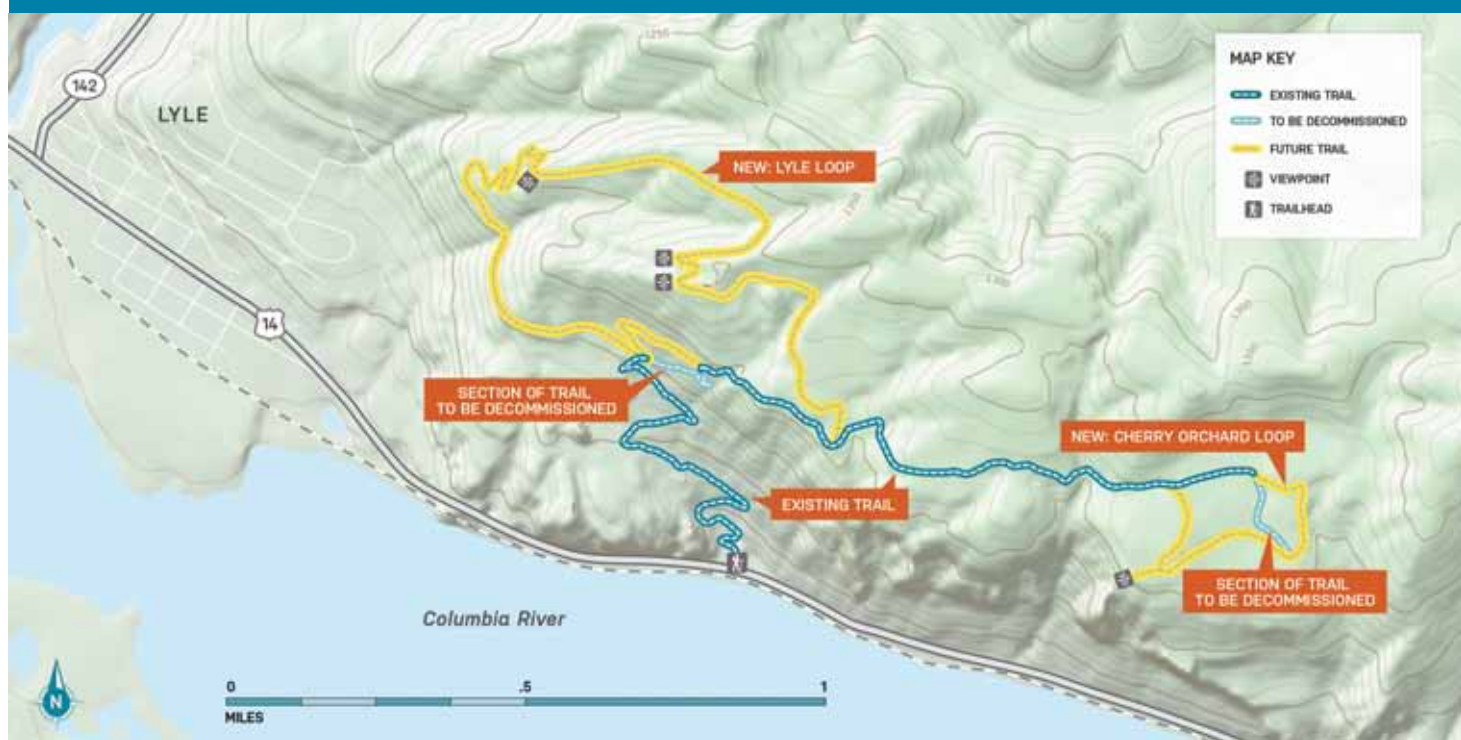 142
LYLE
14
1250
MAP KEY
EXISTING TRAIL
TO BE DECOMMISSIONED
FUTURE TRAIL
VIEWPOINT
TRAILHEAD
NEW: LYLE LOOP
SECTION OF TRAIL
TO BE DECOMMISSIONED
EXISTING TRAIL
NEW: CHERRY ORCHARD LOOP
SECTION OF TRAIL
TO BE DECOMMISSIONED
Columbia River
N
0
.5
1
MILES